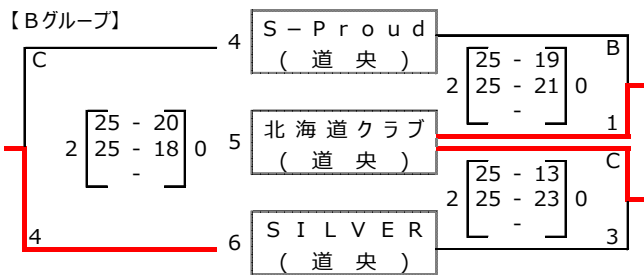 【Bグループ】
4 S－Proud
(道央)
C
B
25 - 20
2 25 - 18 0
-
25 - 19
2 25 - 21 0
-
1
5 北海道クラブ
(道央)
C
25 - 13
2 25 - 23 0
-
4
3
6 SILVER
(道央)